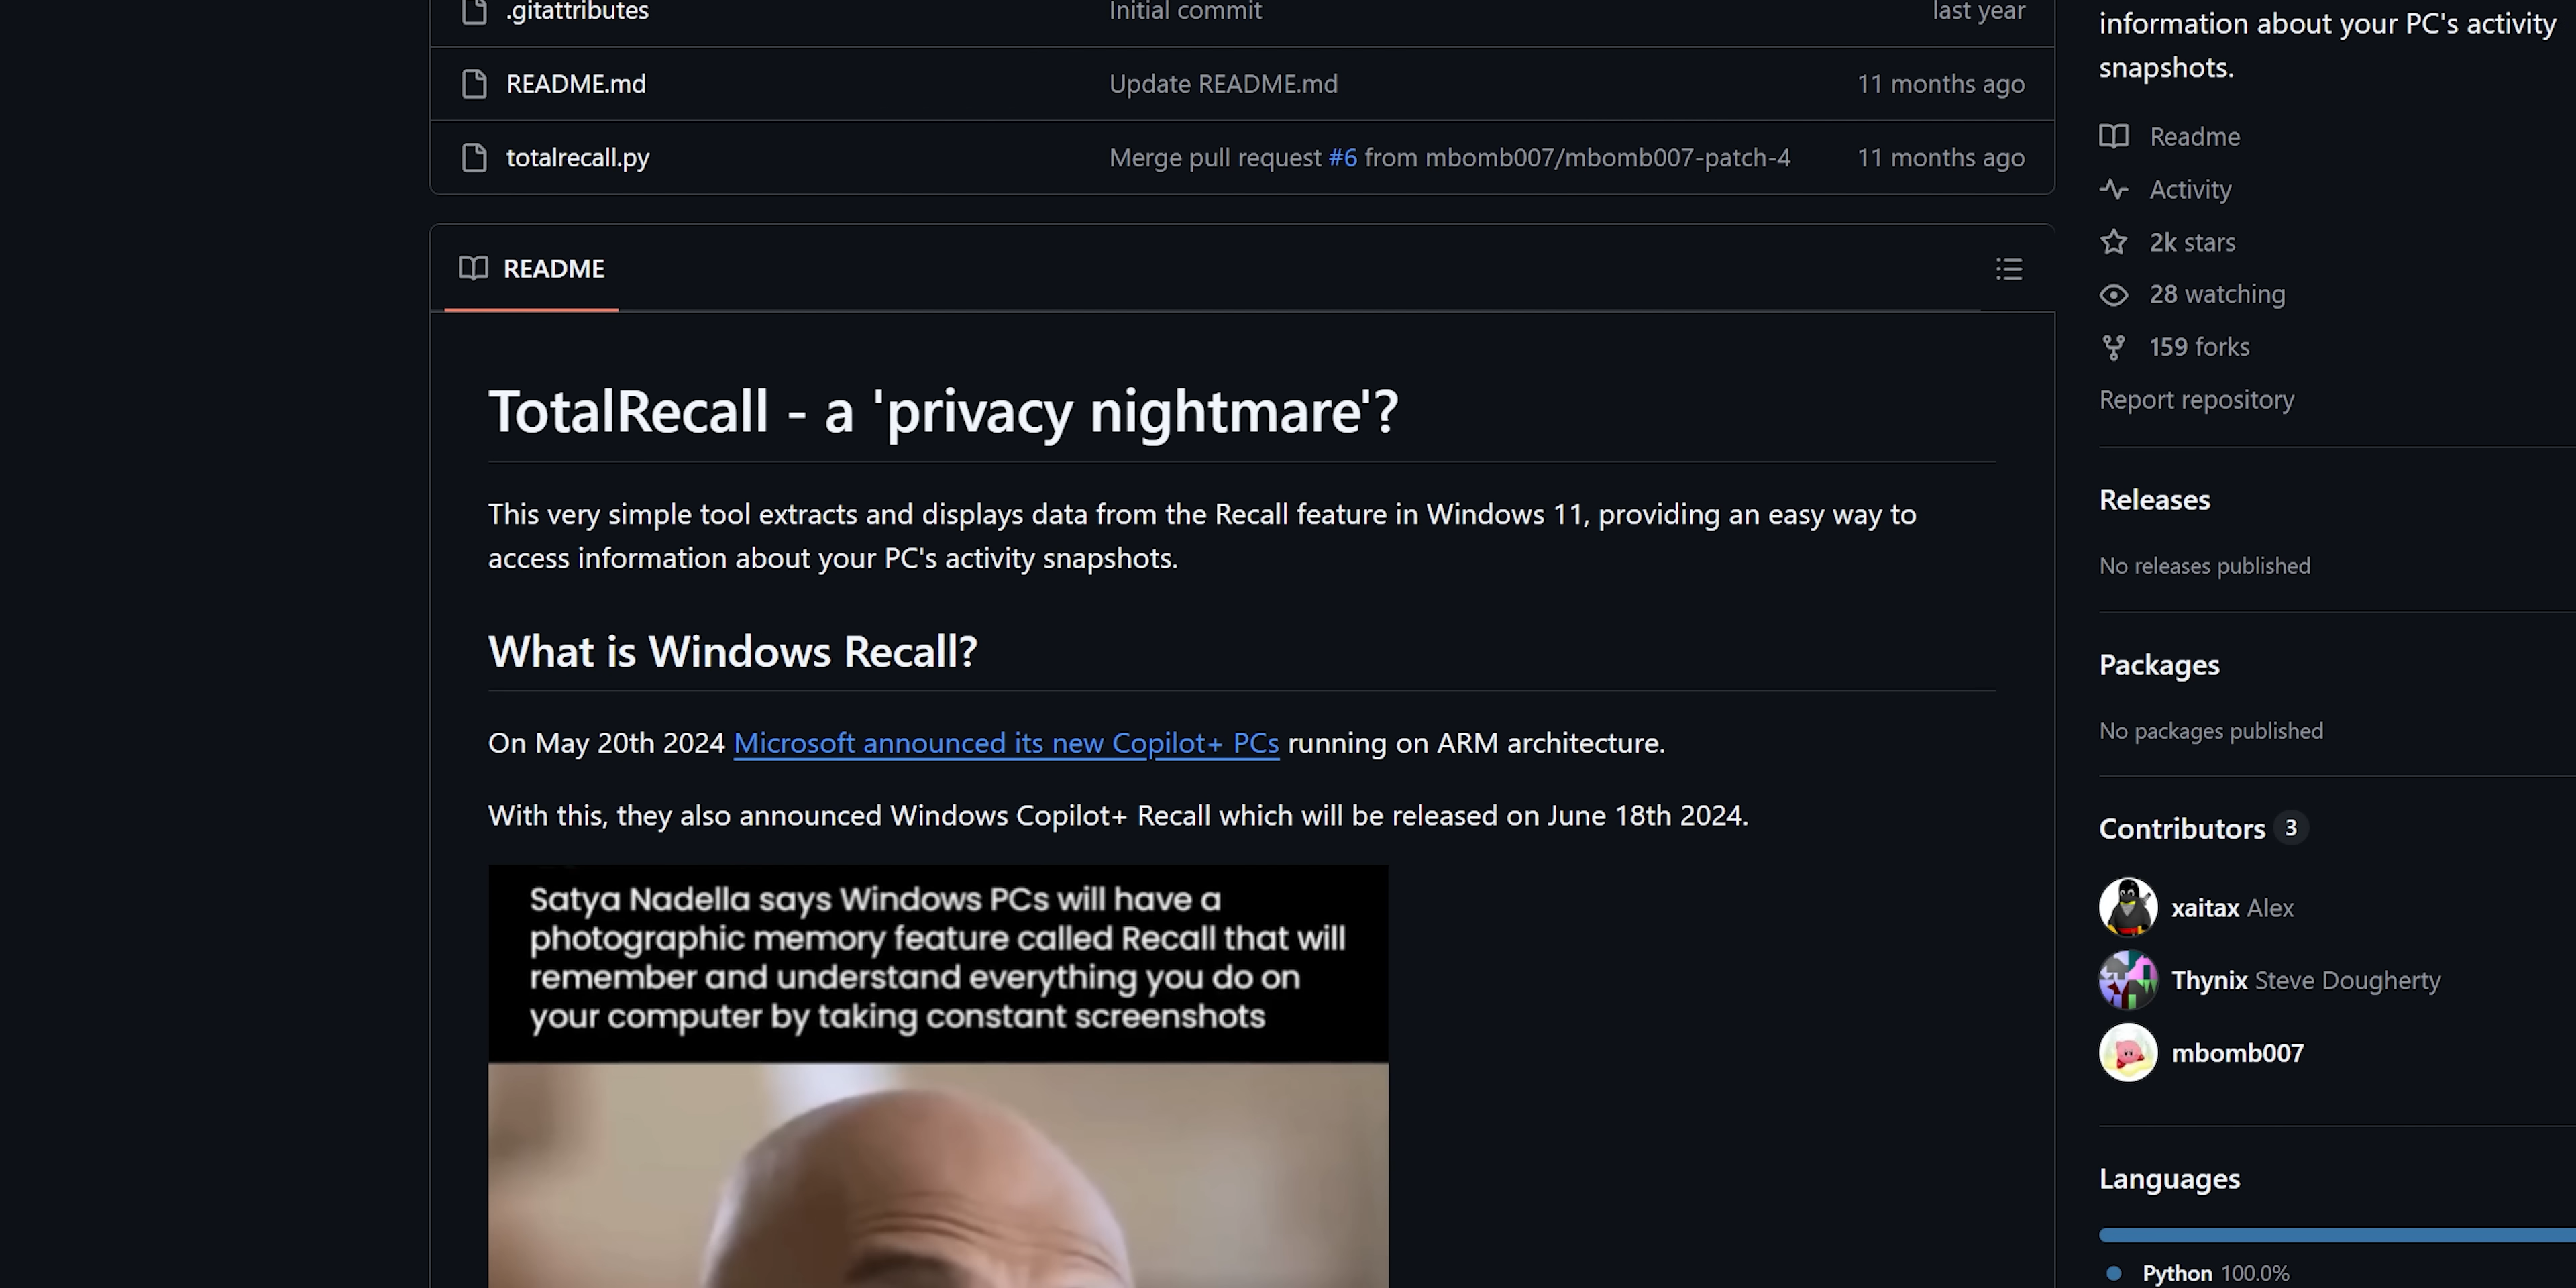 .gitattributes Initial commit last year
README.md Update README.md 11 months ago
totalrecall.py Merge pull request #6 from mbomb007/mbomb007-patch-4 11 months ago
README
TotalRecall - a 'privacy nightmare'?
This very simple tool extracts and displays data from the Recall feature in Windows 11, providing an easy way to
access information about your PC's activity snapshots.
What is Windows Recall?
On May 20th 2024 Microsoft announced its new Copilot+ PCs running on ARM architecture.
With this, they also announced Windows Copilot+ Recall which will be released on June 18th 2024.
Satya Nadella says Windows PCs will have a
photographic memory feature called Recall that will
remember and understand everything you do on
your computer by taking constant screenshots
information about your PC's activity
snapshots.
Readme
Activity
2k stars
28 watching
159 forks
Report repository
Releases
No releases published
Packages
No packages published
Contributors 3
xaitax Alex
Thynix Steve Dougherty
mbomb007
Languages
Python 100.0%